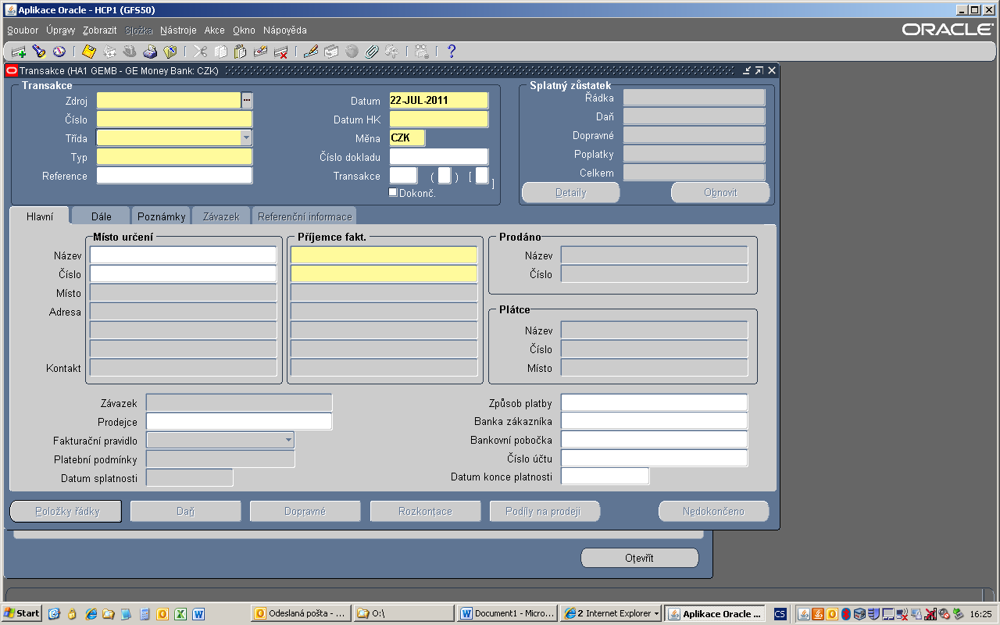 Aplikace Oracle - HCP1 (GFS50)
Soubor Úpravy Zobrazit Složka Nástroje Akce Okno Nápověda
ORACLE
Transakce (HA1 GEMB - GE Money Bank: CZK)
Transakce
Splatný zůstatek
Zdroj
Datum 22-JUL-2011
Řádka
Číslo
Datum HK
Daň
Třída
Měna CZK
Dopravné
Typ
Číslo dokladu
Poplatky
Reference
Transakce ( ) [ ]
Celkem
Dokonč.
Detaily
Obnovit
Hlavní Dále Poznámky Závazek Referenční informace
Místo určení
Příjemce fakt.
Prodáno
Název
Název
Číslo
Číslo
Místo
Adresa
Plátce
Název
Číslo
Kontakt
Místo
Závazek
Způsob platby
Prodejce
Banka zákazníka
Fakturační pravidlo
Bankovní pobočka
Platební podmínky
Číslo účtu
Datum splatnosti
Datum konce platnosti
Položky řádky
Daň
Dopravné
Rozkontace
Podíly na prodeji
Nedokončeno
Otevřít
Start
Odeslaná pošta - ...
O:\
Document1 - Micro...
2 Internet Explorer
Aplikace Oracle ...
CS
16:25